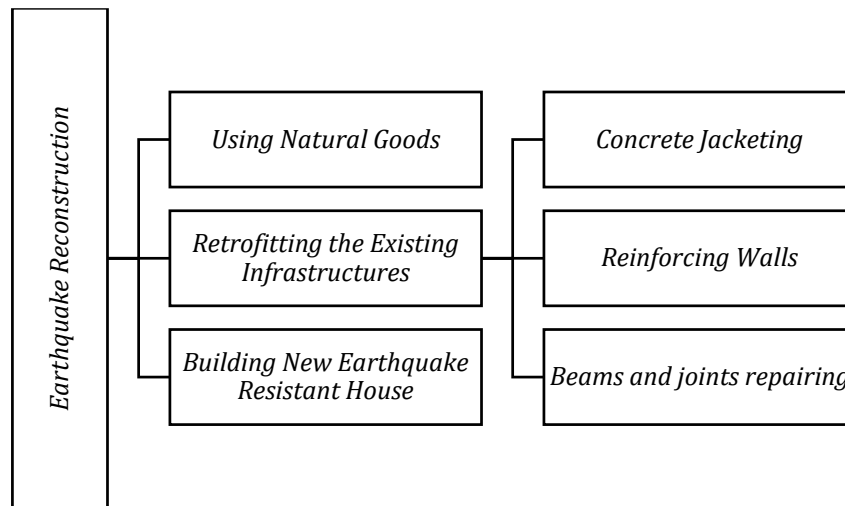 Earthquake Reconstruction
Using Natural Goods
Retrofitting the Existing
Infrastructures
Building New Earthquake
Resistant House
Concrete Jacketing
Reinforcing Walls
Beams and joints repairing